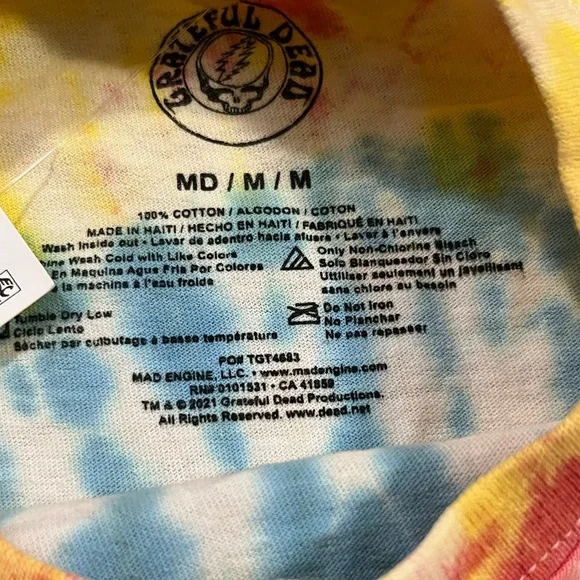 GRATEFUL DEAD
MD / M / M
100% COTTON / ALGODON / COTON
MADE IN HAITI / HECHO EN HAITI / FABRIQUÉ EN HAITI
Wash Inside out • Lavar de adentro hacia afuera • Laver à l'envers
ine Wash Cold with Like Colors
En Maquina Agua Fria Por Colores
la machine à l'eau froide
Only Non-Chlorine Bleach
Solo Blanqueador Sin Cloro
Utiliser seulement un javellisant
sans chlore au besoin
Tumble Dry Low
Ciclo Lento
Sécher par culbutage à basse température
Do Not Iron
No Planchar
Ne pas repasser
PO# TGT4683
MAD ENGINE, LLC. • www.madengine.com
RN# 0101531 • CA 41859
TM & © 2021 Grateful Dead Productions.
All Rights Reserved. www.dead.net